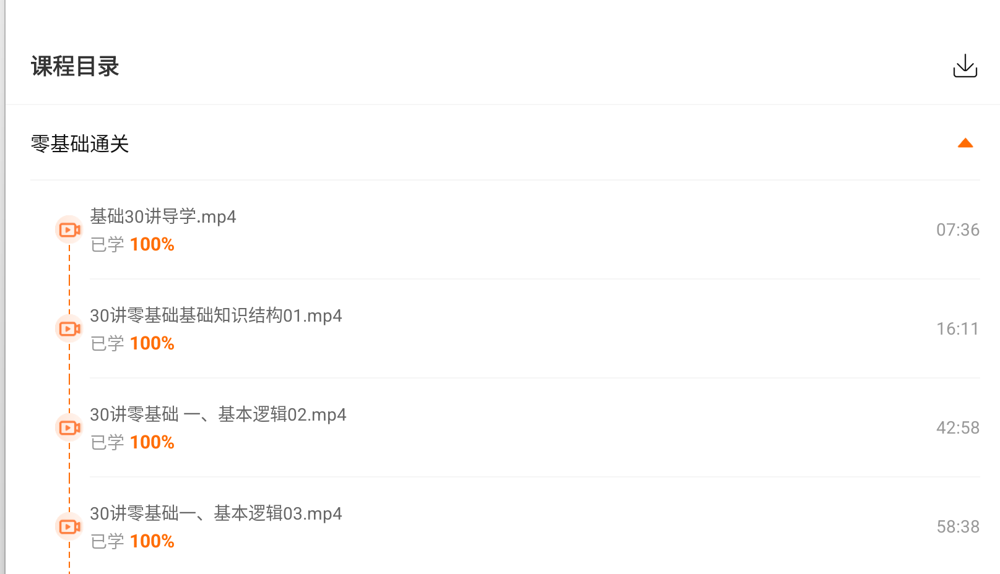 课程目录
零基础通关
基础30讲导学.mp4
07:36
已学 100%
30讲零基础基础知识结构01.mp4
16:11
已学 100%
30讲零基础 一、基本逻辑02.mp4
42:58
已学 100%
30讲零基础一、基本逻辑03.mp4
58:38
已学 100%